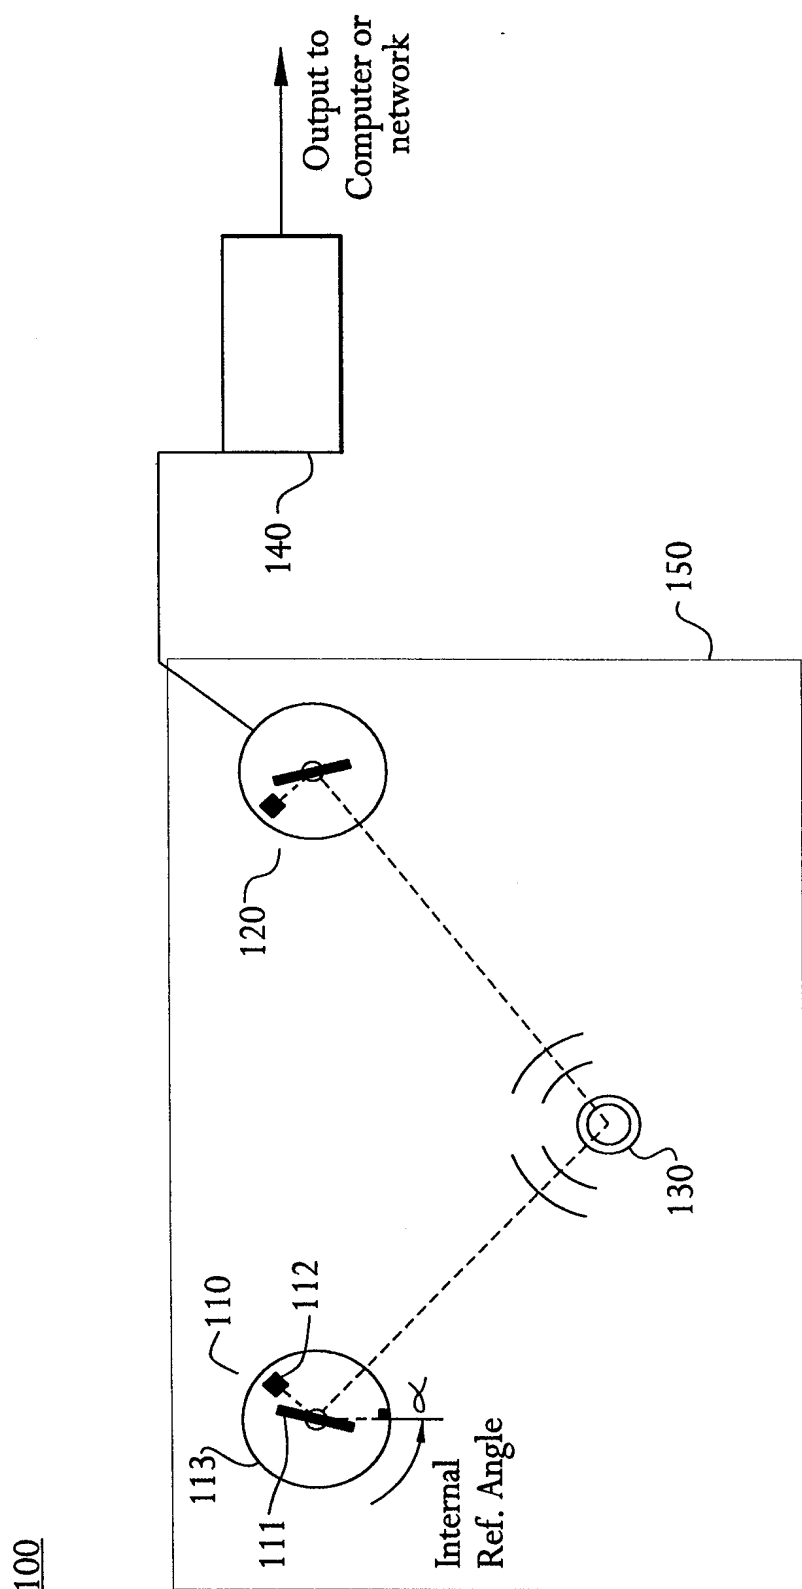 100
113
110
112
111
Internal
Ref. Angle
α
130
120
140
Output to
Computer or
network
150